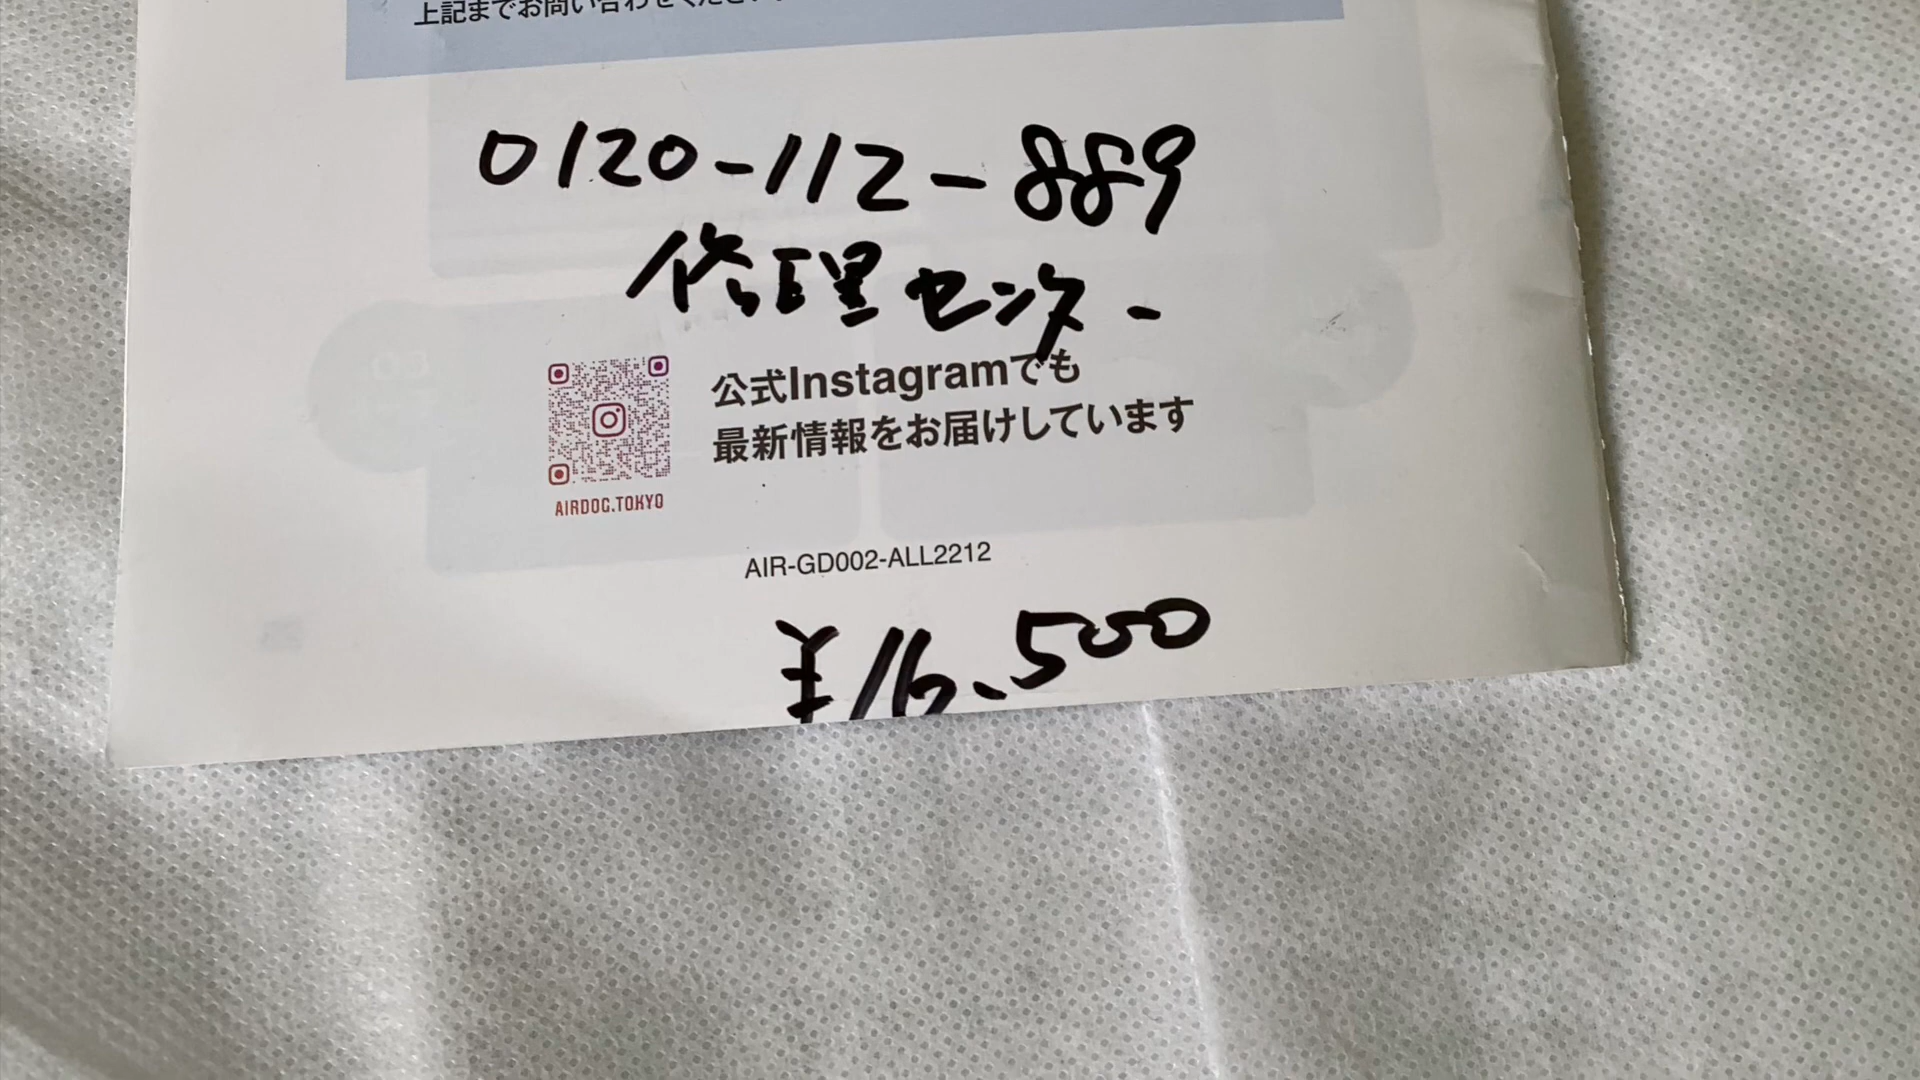 上記までお問い合わせください。
0120-112-889
修理センター
公式Instagramでも
最新情報をお届けしています
AIRDOG.TOKYO
AIR-GD002-ALL2212
¥16.500